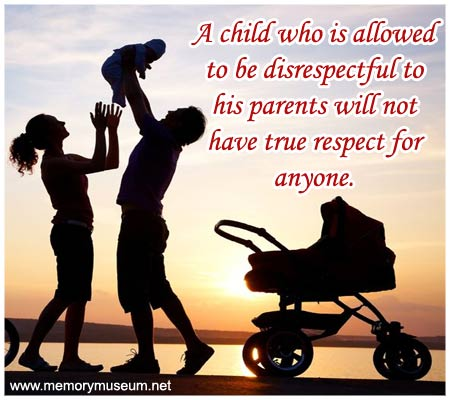 A child who is allowed
to be disrespectful to
his parents will not
have true respect for
anyone.
www.memorymuseum.net